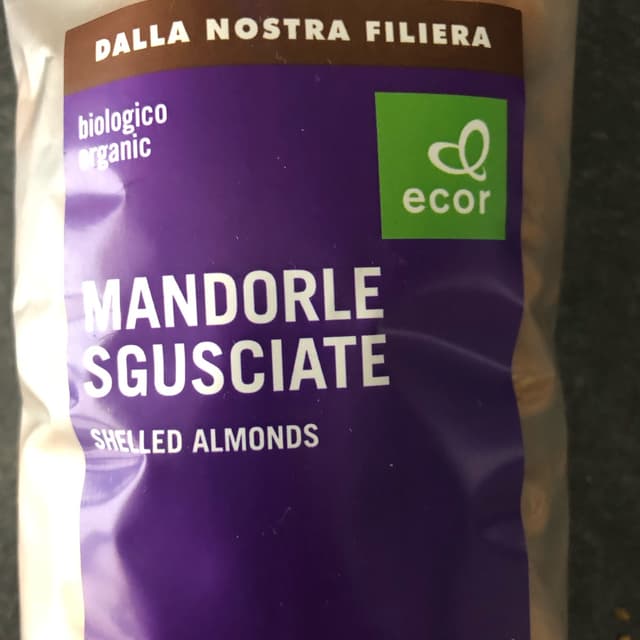 DALLA NOSTRA FILIERA
biologico
organic
ecor
MANDORLE
SGUSCIATE
SHELLED ALMONDS